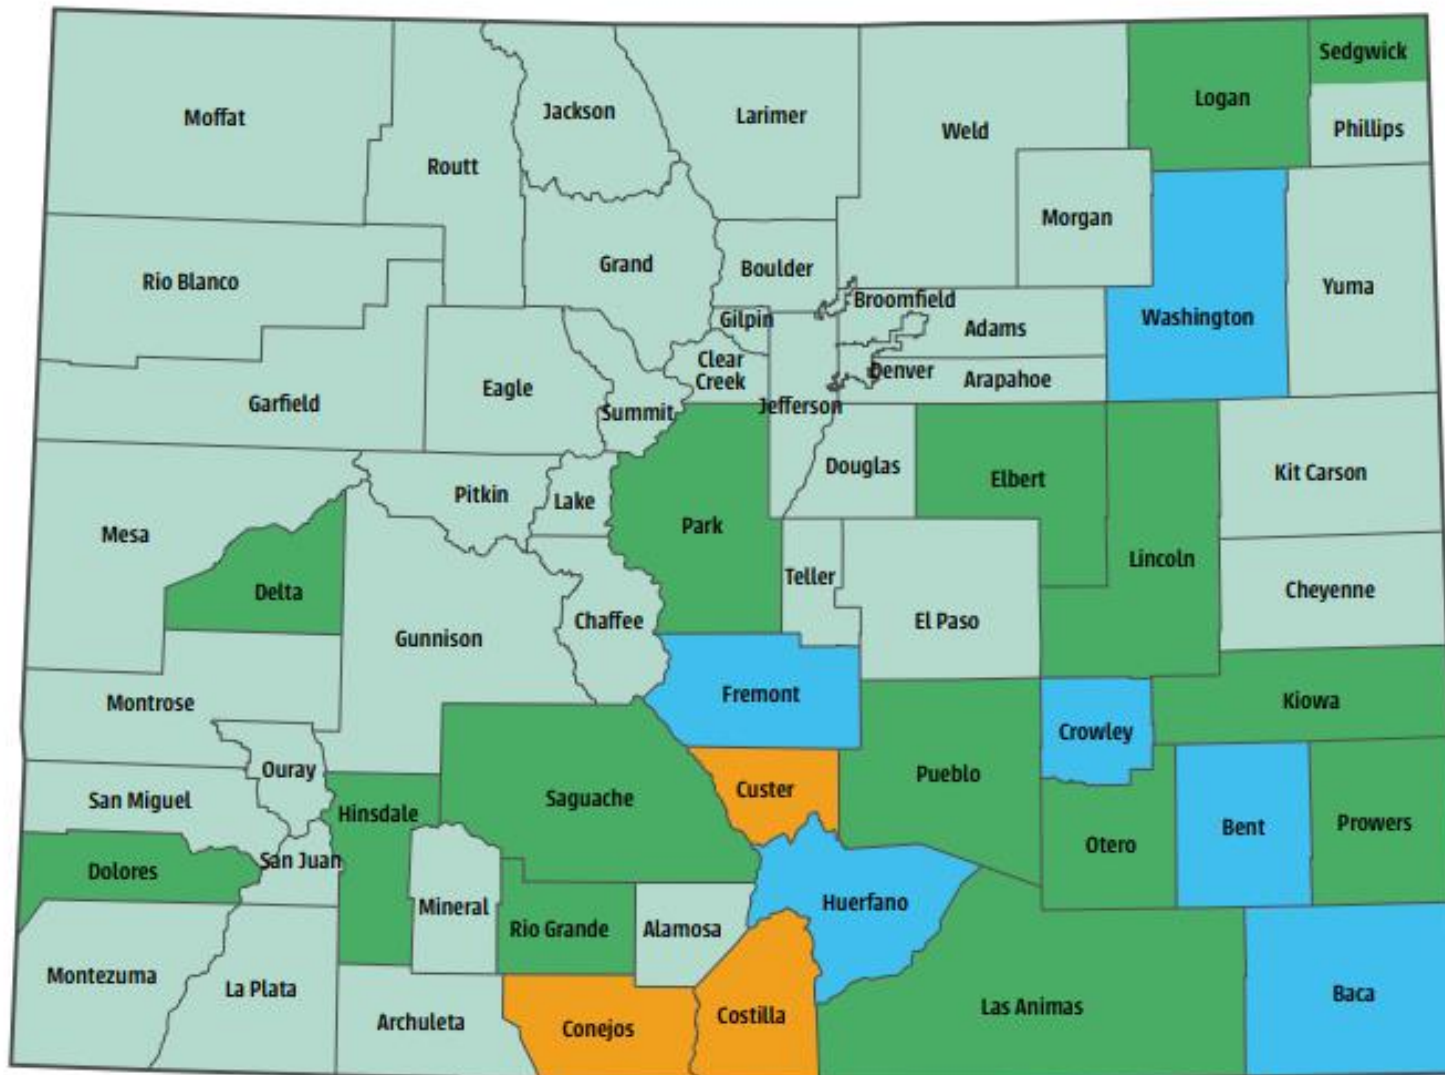 Sedgwick
Logan
Moffat
Jackson
Larimer
Weld
Phillips
Routt
Morgan
Grand
Boulder
Rio Blanco
Yuma
Broomfield
Washington
Gilpin
Adams
Clear
Creek
Denver
Arapahoe
Eagle
Garfield
Summit
Jefferson
Douglas
Kit Carson
Elbert
Pitkin
Lake
Park
Mesa
Lincoln
Teller
Delta
Cheyenne
Chaffee
El Paso
Gunnison
Fremont
Montrose
Kiowa
Crowley
Ouray
Pueblo
Custer
San Miguel
Saguache
Hinsdale
Prowers
Bent
Otero
San Juan
Dolores
Huerfano
Mineral
Rio Grande
Alamosa
Montezuma
La Plata
Baca
Las Animas
Costilla
Archuleta
Conejos